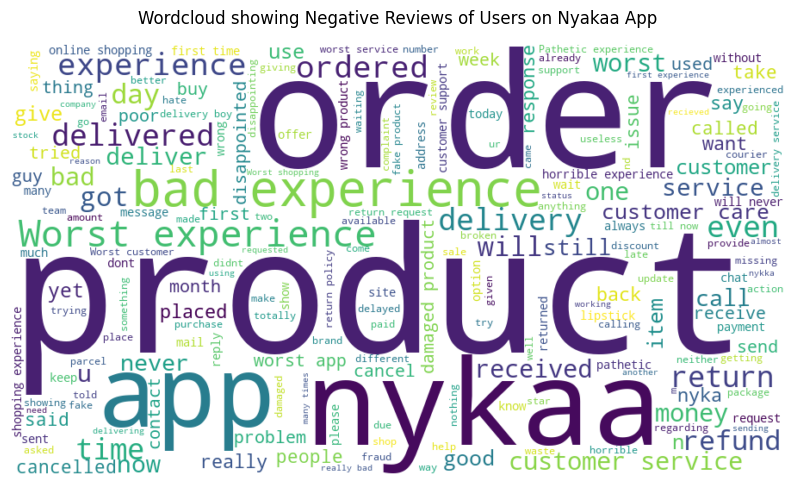 Wordcloud showing Negative Reviews of Users on Nyakaa App
online shopping
first time
saying
experience
thing
give
day
buy
poor
delivered
tried
deliver
bad
guy
many
got
email
company
go
stock
reason
better
hate
delivery boy
last
wrong
disappointed
disappointing
giving
use
worst service
number
ordered
offer
waiting
wrong product
fake product
complaint
address
review
work
already
support
week
customer support
today
ur
response
came
Pathetic experience
first experience
worst
used
without
take
experienced
say
going
issue
called
useless
want
courier
recieved
nd
customer
delivery service
horrible experience
will never
order
bad experience
Worst shopping
one
service
wait
status
anything
team
amount
message
made
first
two
return request
available
Worst experience
delivery
customer care
even
will
still
always
till now
discount
provide
almost
late
update
missing
nykka
chat
action
much
Worst customer
dont
didnt
requested
using
come
broken
sale
option
given
product
damaged product
return policy
yet
trying
month
something
show
make
delayed
site
paid
purchase
totally
placed
place
mail
reply
brand
different
try
back
item
lipstick
returned
calling
working
call
receive
payment
send
getting
neither
shopping experience
parcel
u
never
worst app
cancel
received
well
pathetic
another
return
m
package
keep
told
showing
need
fake
said
contact
damaged
many times
app
nykaa
nothing
know
star
nyka
money
request
regarding
sending
sent
asked
time
delivering
problem
please
due
shop
help
good
people
fraud
way
waste
horrible
n
refund
cancelled
now
really
really bad
customer service